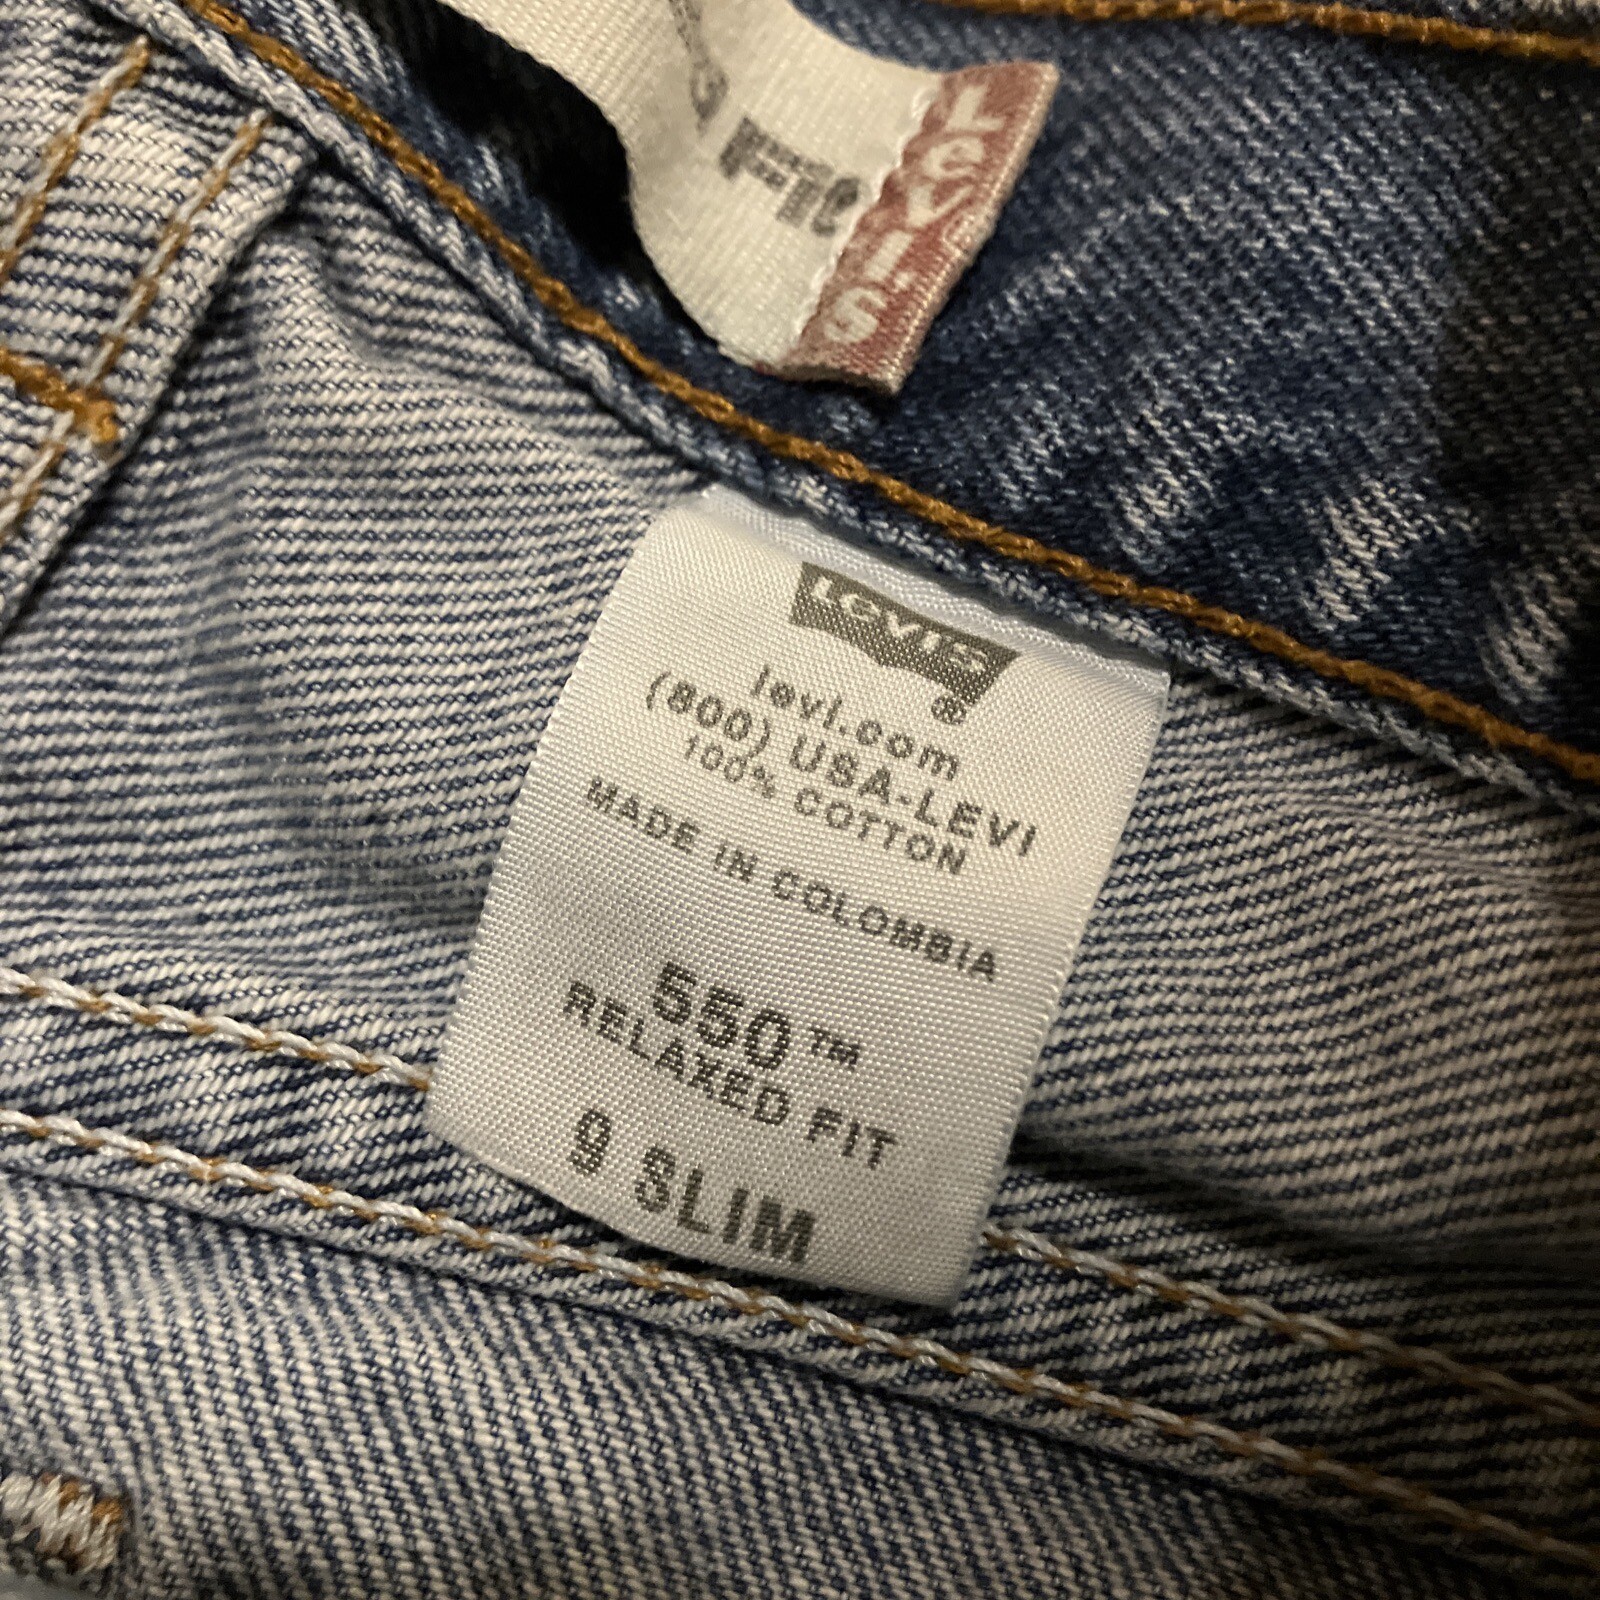 Levi's
LEVI'S
®
levi.com
(800) USA-LEVI
100% COTTON
MADE IN COLOMBIA
550™
RELAXED FIT
9 SLIM